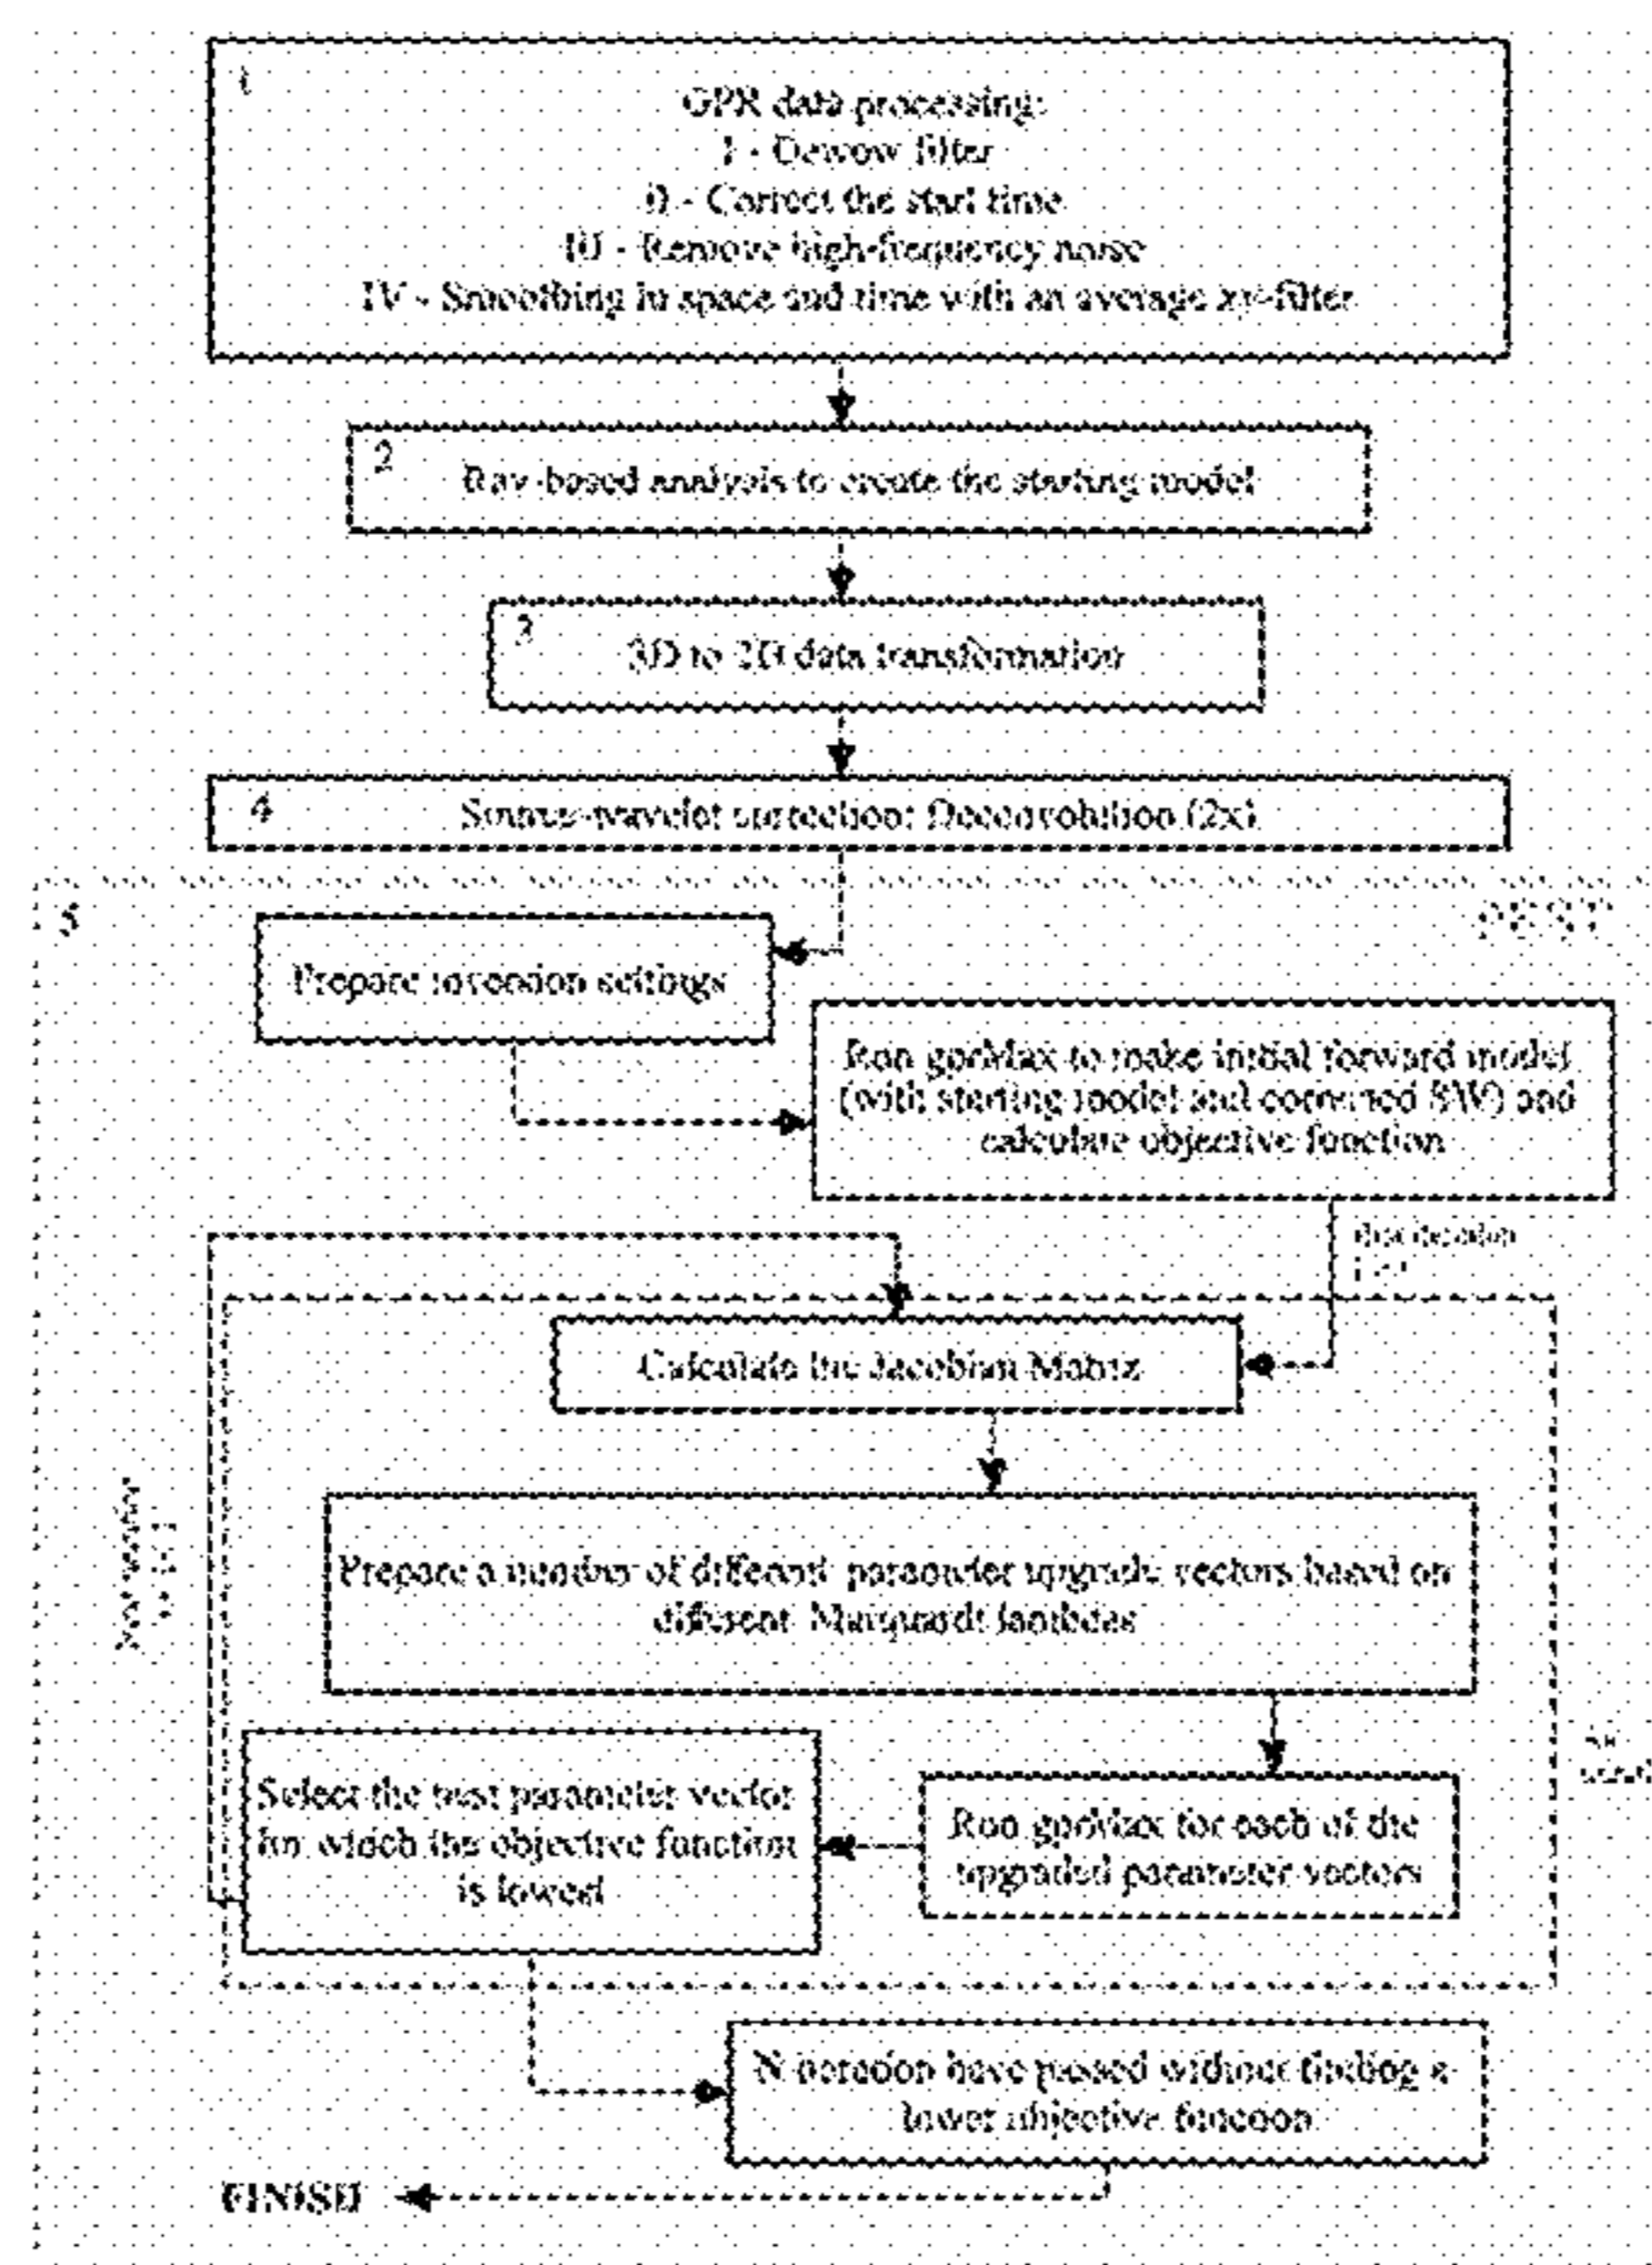 1
GPR data processing:
I - Dewow filter
II - Correct the start time
III - Remove high-frequency noise
IV - Smoothing in space and time with an average xy-filter
2
Ray-based analysis to create the starting model
3
3D to 2D data transformation
4
Source-wavelet correction: Deconvolution (2x)
5
PEST
Prepare inversion settings
Run gprMax to make initial forward model
(with starting model and corrected SW) and
calculate objective function
first iteration
Calculate the Jacobian Matrix
Prepare a number of different parameter upgrade vectors based on
different Marquardt lambdas
Run gprMax for each of the
upgraded parameter vectors
Select the best parameter vector
for which the objective function
is lowest
N iteration have passed without finding a
lower objective function
FINISH